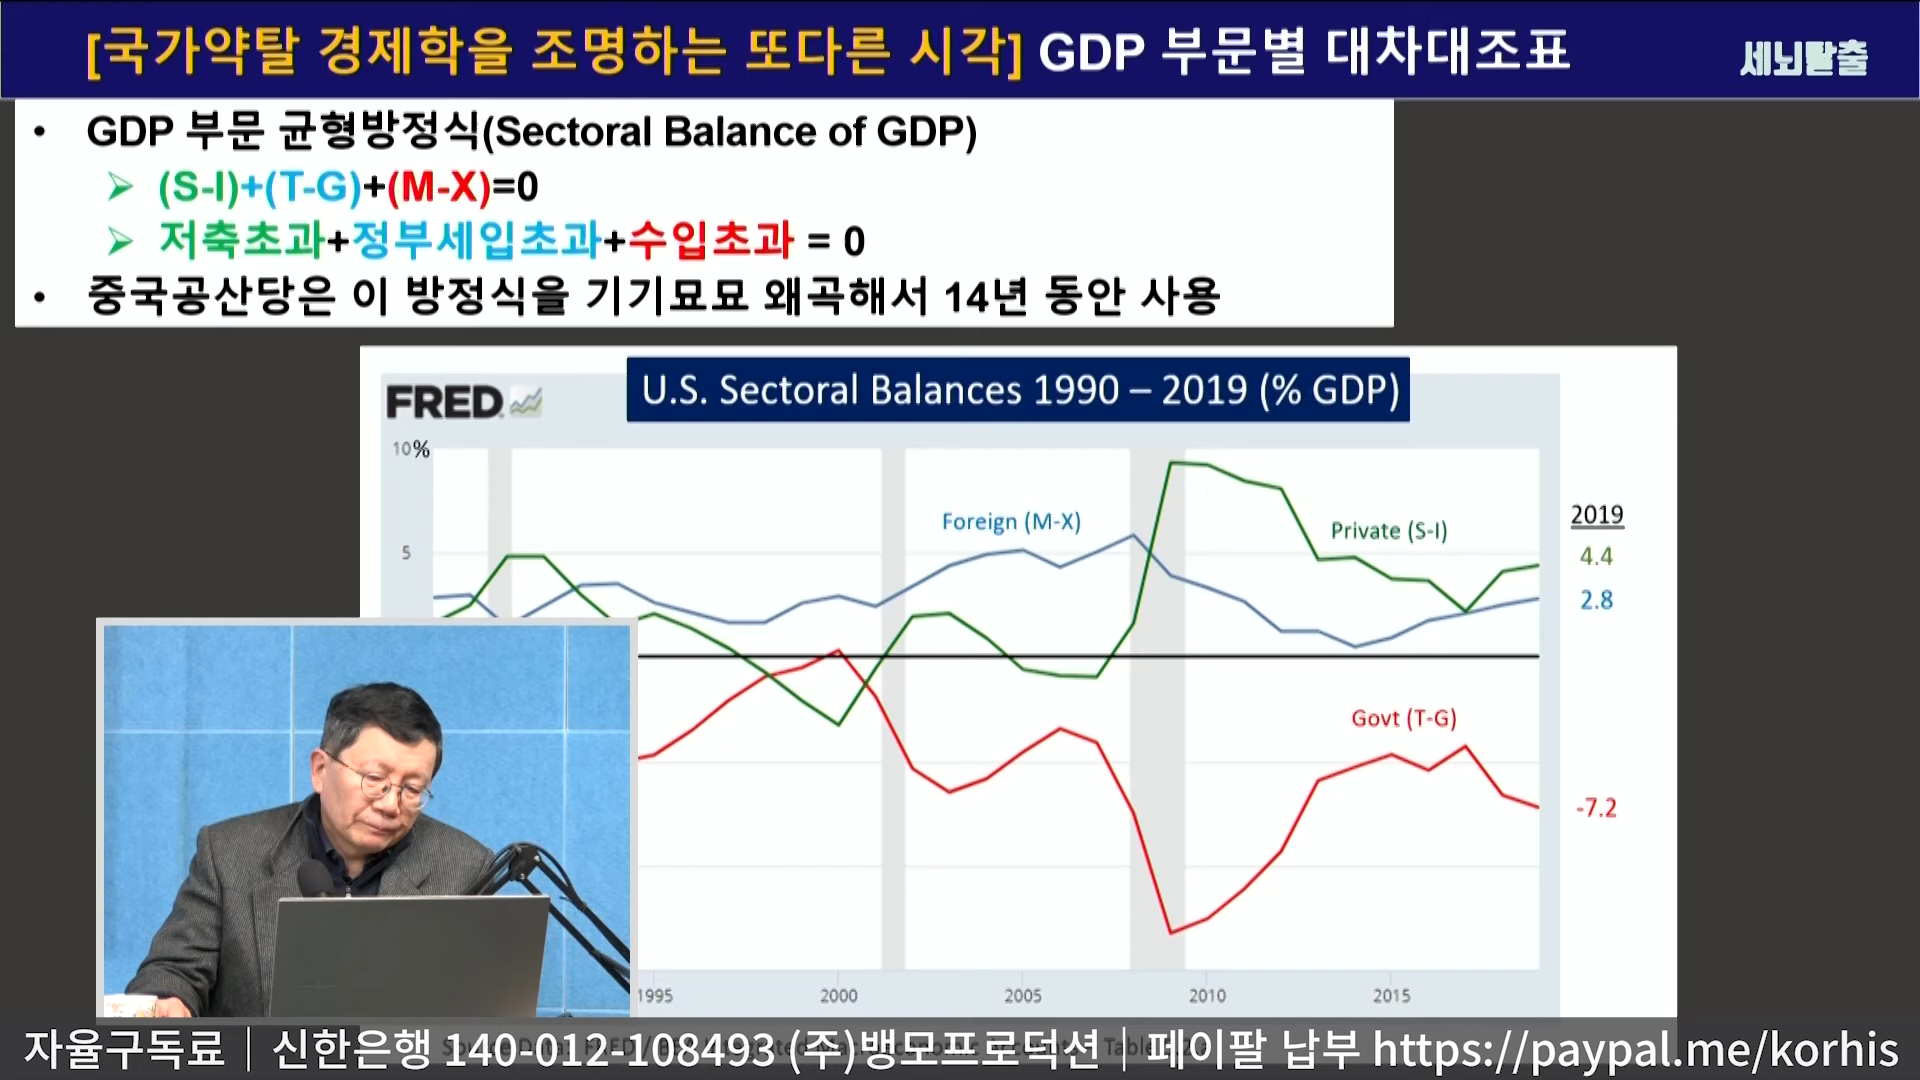 [국가약탈 경제학을 조명하는 또다른 시각] GDP 부문별 대차대조표
세뇌탈출
• GDP 부문 균형방정식(Sectoral Balance of GDP)
➢ (S-I)+(T-G)+(M-X)=0
➢ 저축초과+정부세입초과+수입초과 = 0
• 중국공산당은 이 방정식을 기기묘묘 왜곡해서 14년 동안 사용
FRED
U.S. Sectoral Balances 1990 – 2019 (% GDP)
10%
5
Foreign (M-X)
Private (S-I)
Govt (T-G)
2019
4.4
2.8
-7.2
1995
2000
2005
2010
2015
자율구독료 | 신한은행 140-012-108493 (주)뱅모프로덕션 | 페이팔 납부 https://paypal.me/korhis